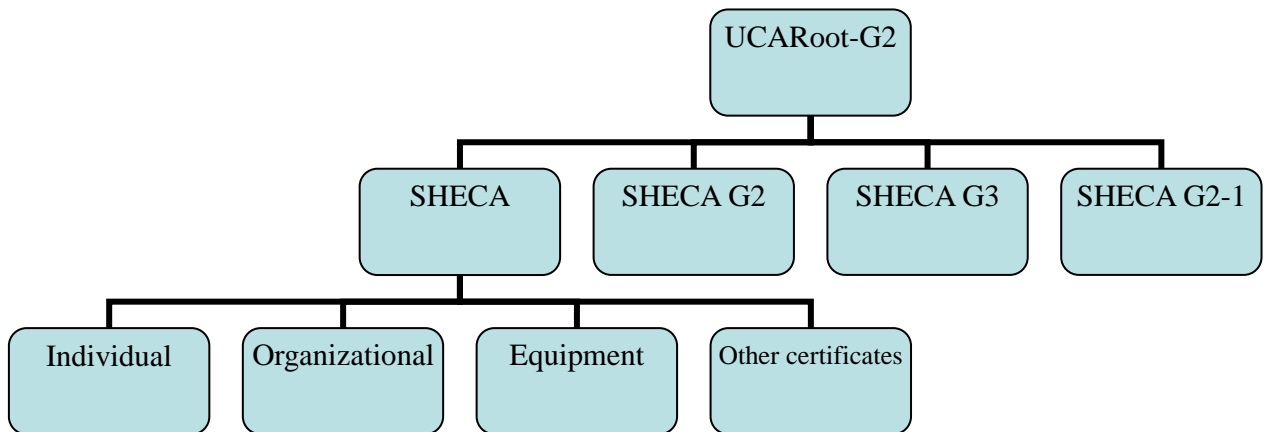 UCARoot-G2
SHECA
SHECA G2
SHECA G3
SHECA G2-1
Individual
Organizational
Equipment
Other certificates